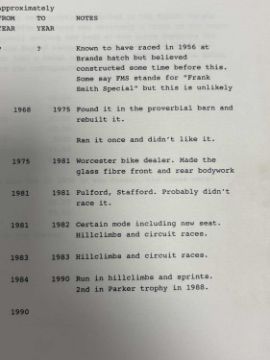 Approximately
FROM TO NOTES
YEAR YEAR
? ? Known to have raced in 1956 at
Brands hatch but believed
constructed some time before this.
Some say FMS stands for "Frank
Smith Special" but this is unlikely
1968 1975 Found it in the proverbial barn and
rebuilt it.
Ran it once and didn't like it.
1975 1981 Worcester bike dealer. Made the
glass fibre front and rear bodywork
1981 1981 Fulford, Stafford. Probably didn't
race it.
1981 1982 Certain mods including new seat.
Hillclimbs and circuit races.
1983 1983 Hillclimbs and circuit races.
1984 1990 Run in hillclimbs and sprints.
2nd in Parker trophy in 1988.
1990